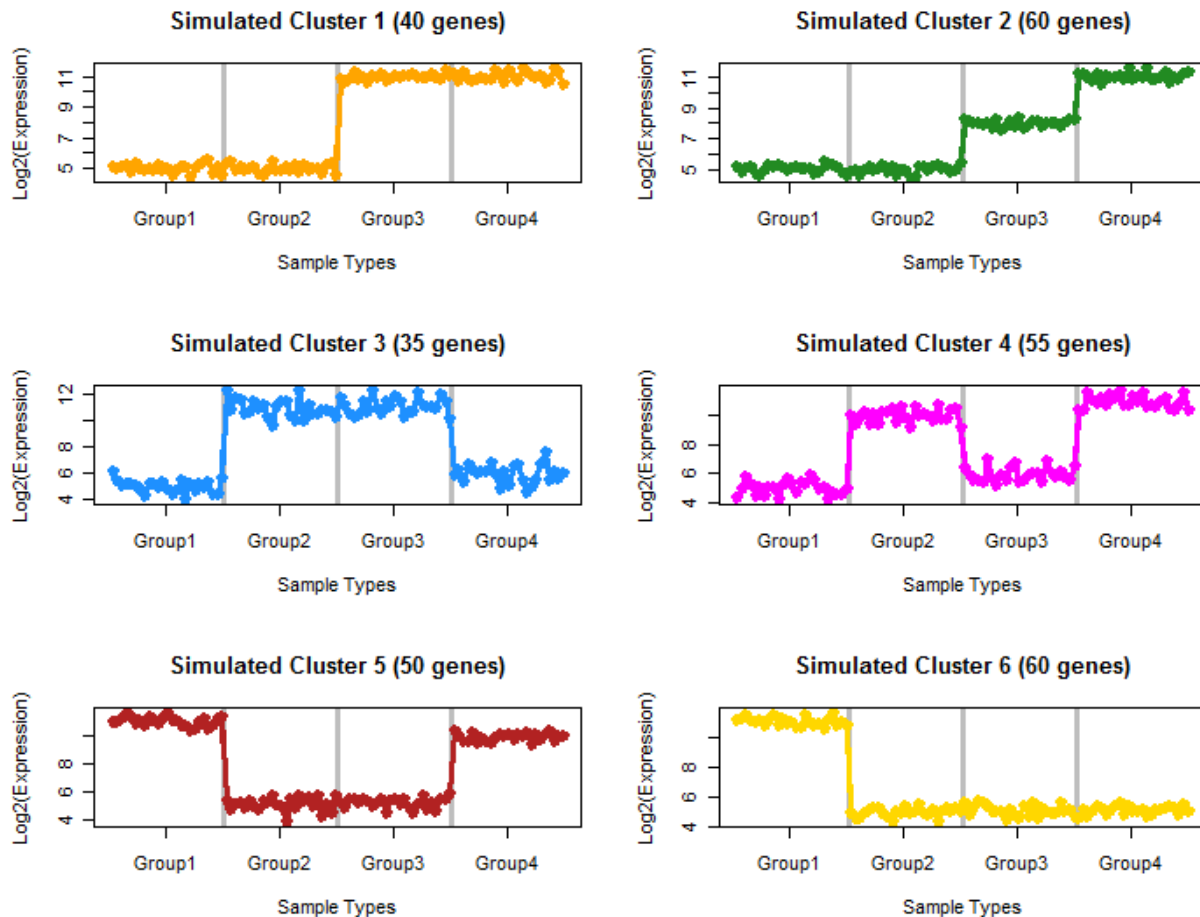 Simulated Cluster 1 (40 genes)
Log2(Expression)
11
9
7
5
Group1 Group2 Group3 Group4
Sample Types
Simulated Cluster 2 (60 genes)
Log2(Expression)
11
9
7
5
Group1 Group2 Group3 Group4
Sample Types
Simulated Cluster 3 (35 genes)
Log2(Expression)
12
8
6
4
Group1 Group2 Group3 Group4
Sample Types
Simulated Cluster 4 (55 genes)
Log2(Expression)
8
6
4
Group1 Group2 Group3 Group4
Sample Types
Simulated Cluster 5 (50 genes)
Log2(Expression)
8
6
4
Group1 Group2 Group3 Group4
Sample Types
Simulated Cluster 6 (60 genes)
Log2(Expression)
8
6
4
Group1 Group2 Group3 Group4
Sample Types